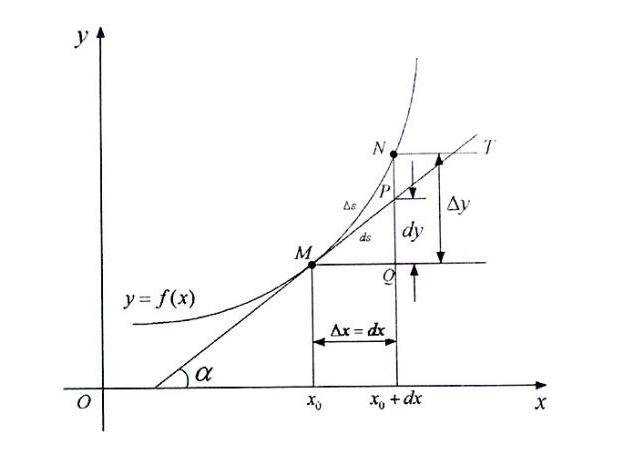 y
N
T
P
Δs
Δy
ds
dy
M
Q
y = f(x)
Δx = dx
α
O
x₀
x₀ + dx
x